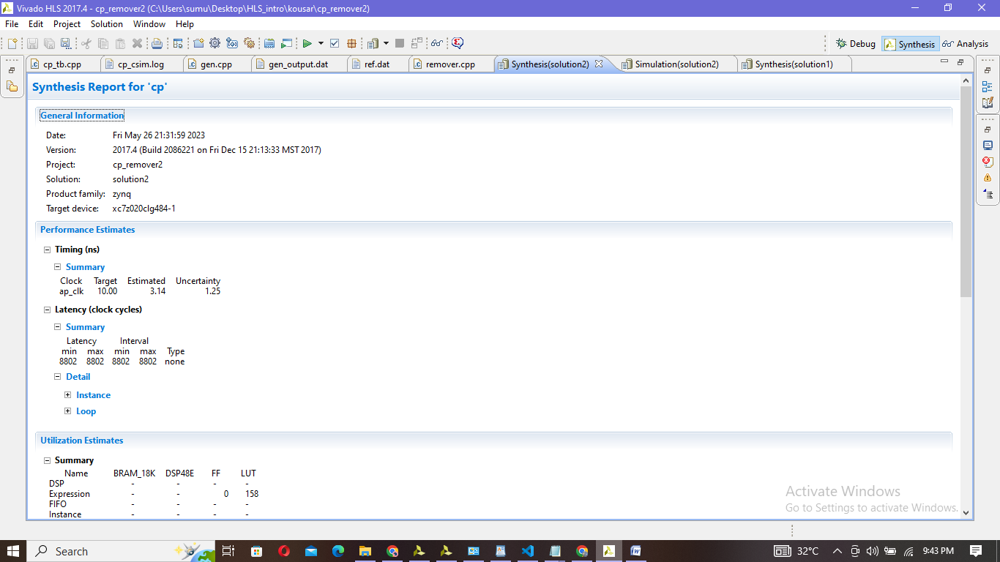 Vivado HLS 2017.4 - cp_remover2 (C:\Users\sumu\Desktop\HLS_intro\kousar\cp_remover2)
File Edit Project Solution Window Help
Debug Synthesis Analysis
cp_tb.cpp cp_csim.log gen.cpp gen_output.dat ref.dat remover.cpp Synthesis(solution2) Simulation(solution2) Synthesis(solution1)
Synthesis Report for 'cp'
General Information
Date: Fri May 26 21:31:59 2023
Version: 2017.4 (Build 2086221 on Fri Dec 15 21:13:33 MST 2017)
Project: cp_remover2
Solution: solution2
Product family: zynq
Target device: xc7z020clg484-1
Performance Estimates
Timing (ns)
Summary
Clock Target Estimated Uncertainty
ap_clk 10.00 3.14 1.25
Latency (clock cycles)
Summary
Latency Interval
min max min max Type
8802 8802 8802 8802 none
Detail
Instance
Loop
Utilization Estimates
Summary
Name BRAM_18K DSP48E FF LUT
DSP - - - -
Expression - - 0 158
FIFO - - - -
Instance - - - -
Activate Windows
Go to Settings to activate Windows.
Search 32°C 9:43 PM